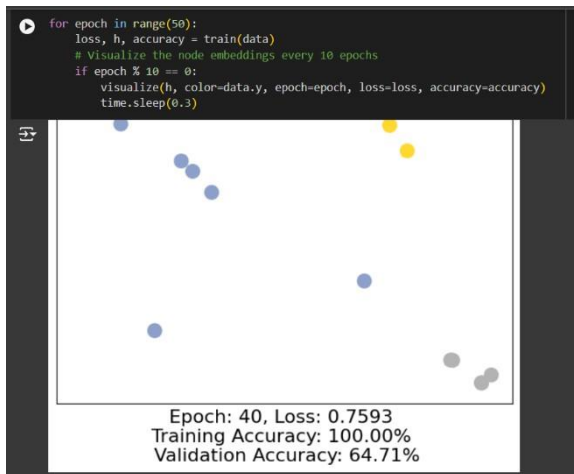 for epoch in range(50):
    loss, h, accuracy = train(data)
    # Visualize the node embeddings every 10 epochs
    if epoch % 10 == 0:
        visualize(h, color=data.y, epoch=epoch, loss=loss, accuracy=accuracy)
        time.sleep(0.3)
Epoch: 40, Loss: 0.7593
Training Accuracy: 100.00%
Validation Accuracy: 64.71%